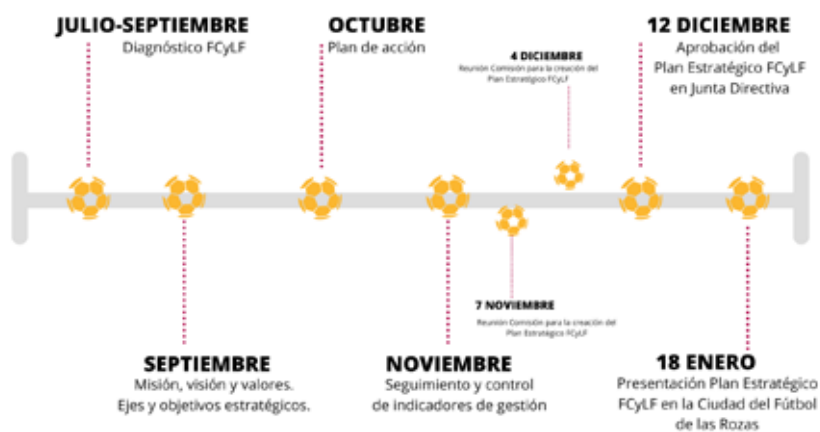 JULIO-SEPTIEMBRE
Diagnóstico FCyLF
OCTUBRE
Plan de acción
4 DICIEMBRE
Reunión Comisión para la creación del
Plan Estratégico FCyLF
12 DICIEMBRE
Aprobación del
Plan Estratégico FCyLF
en Junta Directiva
SEPTIEMBRE
Misión, visión y valores.
Ejes y objetivos estratégicos.
NOVIEMBRE
Seguimiento y control
de indicadores de gestión
7 NOVIEMBRE
Reunión Comisión para la creación del
Plan Estratégico FCyLF
18 ENERO
Presentación Plan Estratégico
FCyLF en la Ciudad del Fútbol
de las Rozas